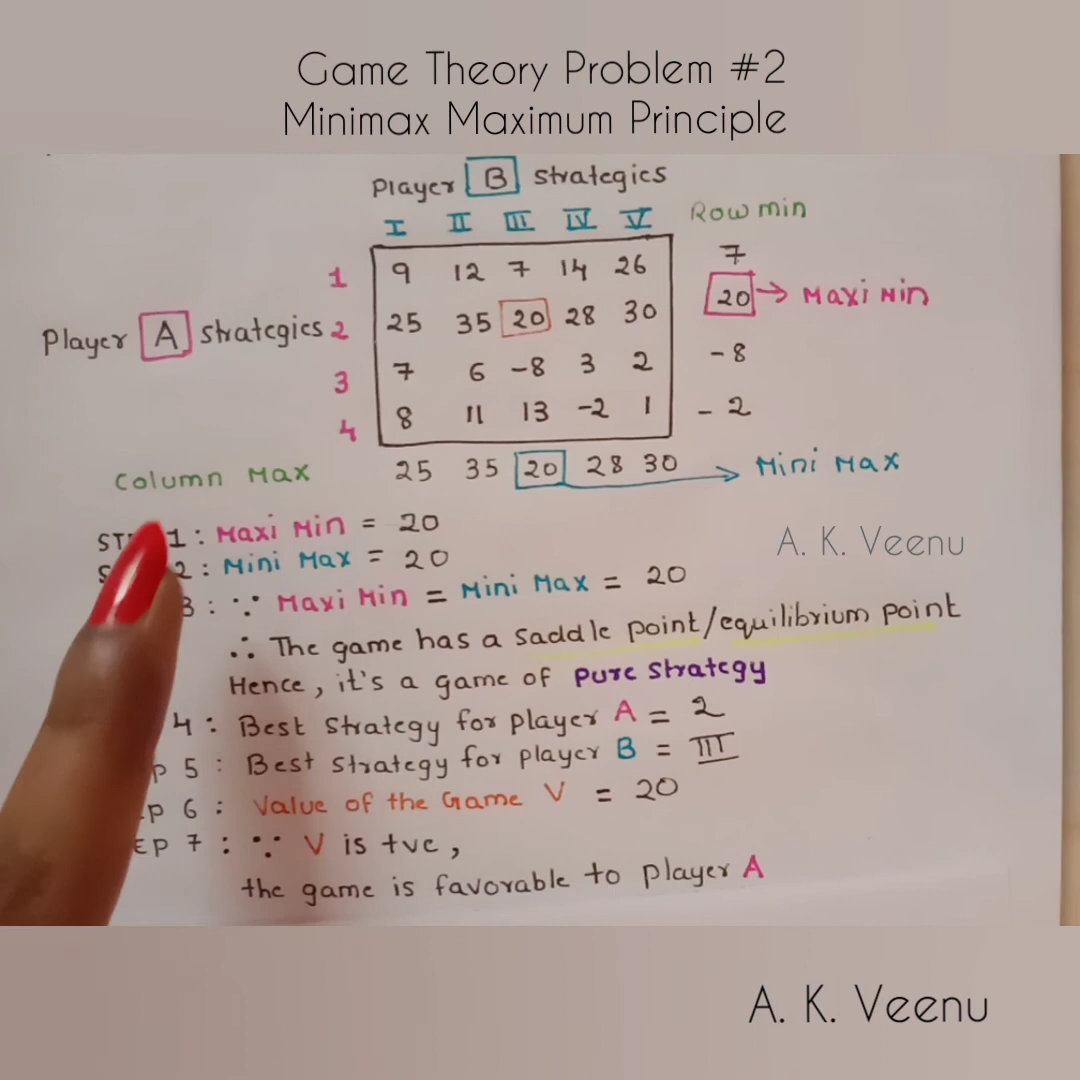 Game Theory Problem #2
Minimax Maximum Principle
Player B strategies
I II III IV V Row min
1 9 12 7 14 26 7
Player A strategies 2 25 35 20 28 30 20 → Maxi Min
3 7 6 -8 3 2 -8
4 8 11 13 -2 1 -2
Column Max 25 35 20 28 30 → Mini Max
1 : Maxi Min = 20
A. K. Veenu
2 : Mini Max = 20
3 : ∵ Maxi Min = Mini Max = 20
∴ The game has a saddle point/equilibrium point
Hence, it's a game of Pure strategy
4 : Best strategy for player A = 2
p 5 : Best strategy for player B = III
p 6 : Value of the Game V = 20
Ep 7 : ∵ V is +ve,
the game is favorable to player A
A. K. Veenu